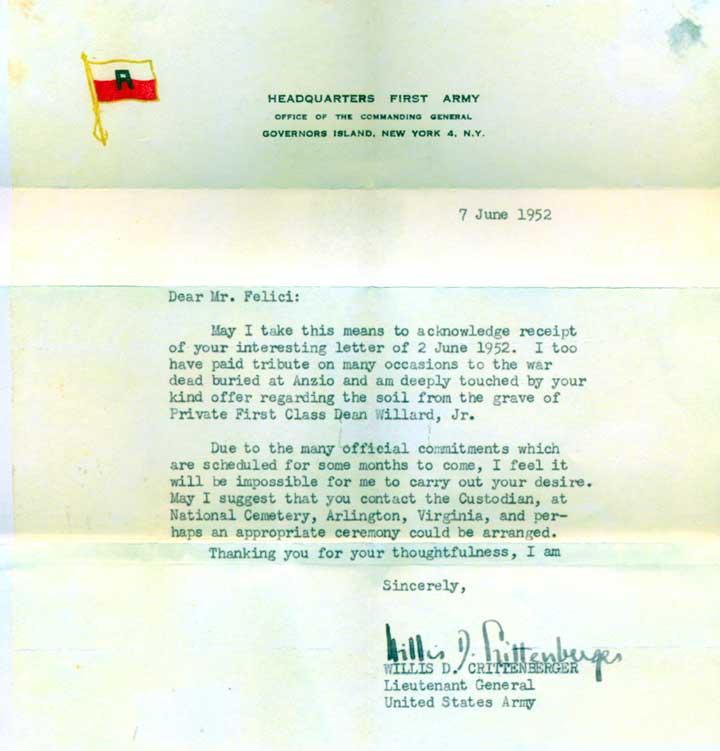 A
HEADQUARTERS FIRST ARMY
OFFICE OF THE COMMANDING GENERAL
GOVERNORS ISLAND, NEW YORK 4, N.Y.
7 June 1952
Dear Mr. Felici:
May I take this means to acknowledge receipt
of your interesting letter of 2 June 1952. I too
have paid tribute on many occasions to the war
dead buried at Anzio and am deeply touched by your
kind offer regarding the soil from the grave of
Private First Class Dean Willard, Jr.
Due to the many official commitments which
are scheduled for some months to come, I feel it
will be impossible for me to carry out your desire.
May I suggest that you contact the Custodian, at
National Cemetery, Arlington, Virginia, and per-
haps an appropriate ceremony could be arranged.
Thanking you for your thoughtfulness, I am
Sincerely,
Willis D. Crittenberger
WILLIS D. CRITTENBERGER
Lieutenant General
United States Army